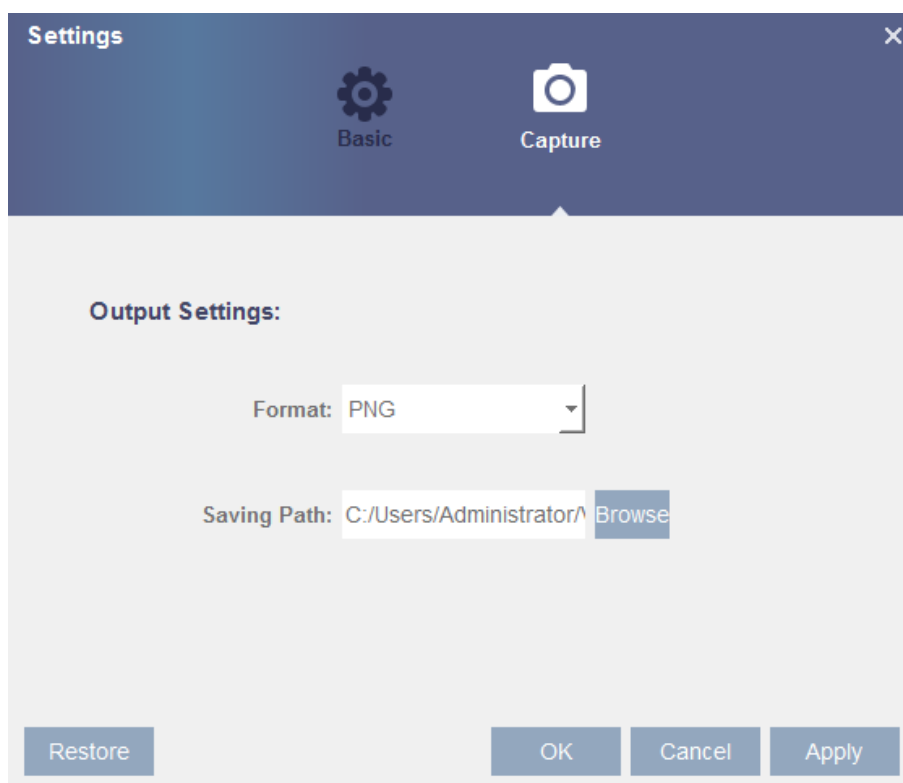 Settings
Basic
Capture
Output Settings:
Format: PNG
Saving Path: C:/Users/Administrator/ Browse
Restore OK Cancel Apply